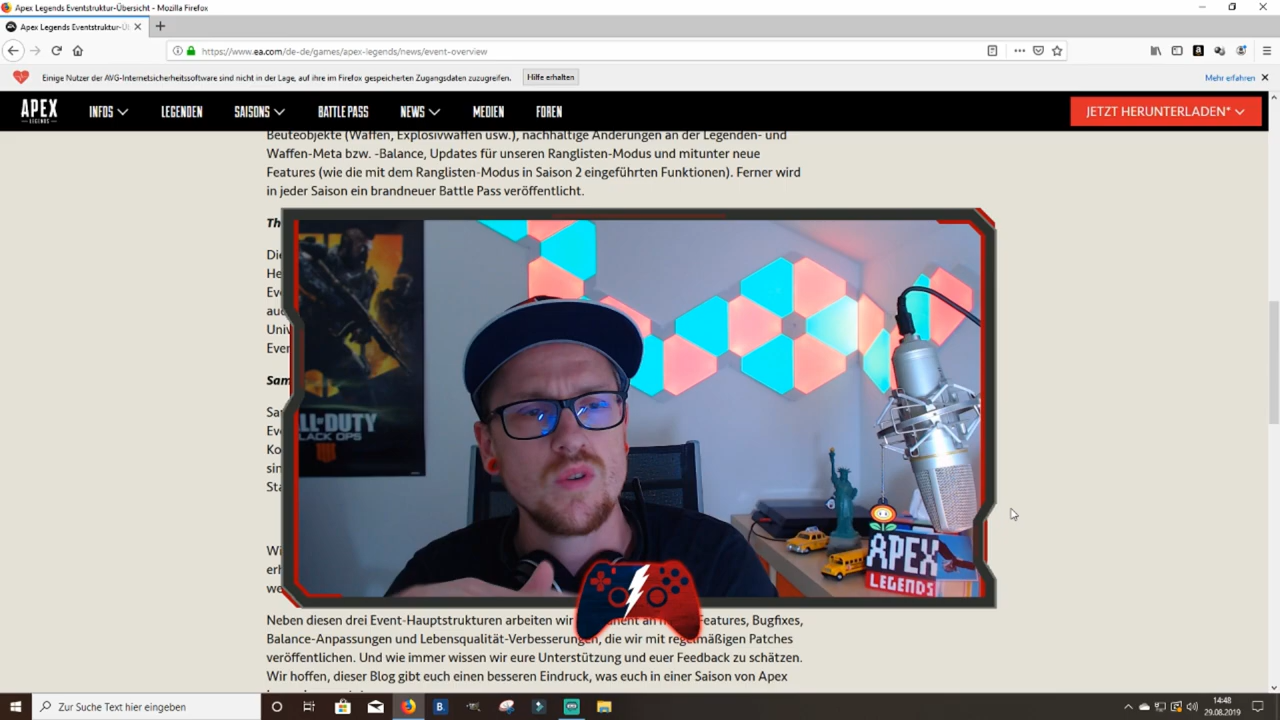 Apex Legends Eventstruktur-Übersicht - Mozilla Firefox
Apex Legends Eventstruktur-Üb
https://www.ea.com/de-de/games/apex-legends/news/event-overview
Einige Nutzer der AVG-Internetsicherheitssoftware sind nicht in der Lage, auf ihre im Firefox gespeicherten Zugangsdaten zuzugreifen.
Hilfe erhalten
Mehr erfahren
APEX
LEGENDS
INFOS
LEGENDEN
SAISONS
BATTLE PASS
NEWS
MEDIEN
FOREN
JETZT HERUNTERLADEN*
Beuteobjekte (Waffen, Explosivwaffen usw.), nachhaltige Änderungen an der Legenden- und
Waffen-Meta bzw. -Balance, Updates für unseren Ranglisten-Modus und mitunter neue
Features (wie die mit dem Ranglisten-Modus in Saison 2 eingeführten Funktionen). Ferner wird
in jeder Saison ein brandneuer Battle Pass veröffentlicht.
CALL OF DUTY
BLACK OPS
APEX
LEGENDS
Neben diesen drei Event-Hauptstrukturen arbeiten wir Features, Bugfixes,
Balance-Anpassungen und Lebensqualität-Verbesserungen, die wir mit regelmäßigen Patches
veröffentlichen. Und wie immer wissen wir eure Unterstützung und euer Feedback zu schätzen.
Wir hoffen, dieser Blog gibt euch einen besseren Eindruck, was euch in einer Saison von Apex
Zur Suche Text hier eingeben
14:48
29.08.2019